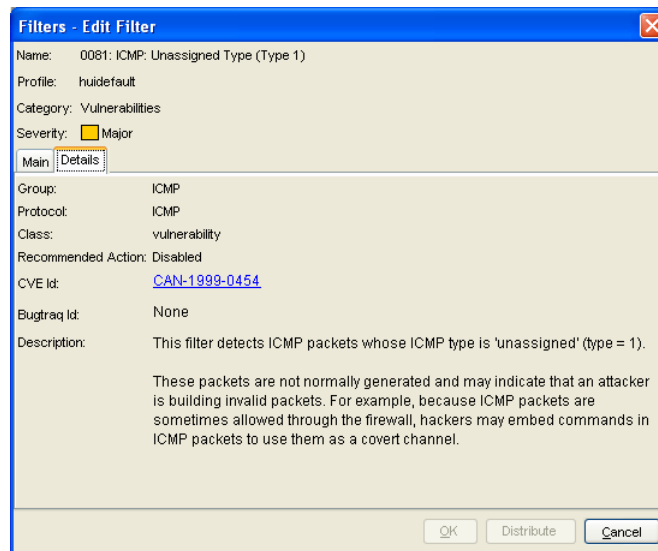 Filters - Edit Filter
Name: 0081: ICMP: Unassigned Type (Type 1)
Profile: huidefault
Category: Vulnerabilities
Severity: Major
Main Details
Group: ICMP
Protocol: ICMP
Class: vulnerability
Recommended Action: Disabled
CVE Id: CAN-1999-0454
Bugtraq Id: None
Description: This filter detects ICMP packets whose ICMP type is 'unassigned' (type = 1).
These packets are not normally generated and may indicate that an attacker
is building invalid packets. For example, because ICMP packets are
sometimes allowed through the firewall, hackers may embed commands in
ICMP packets to use them as a covert channel.
OK Distribute Cancel